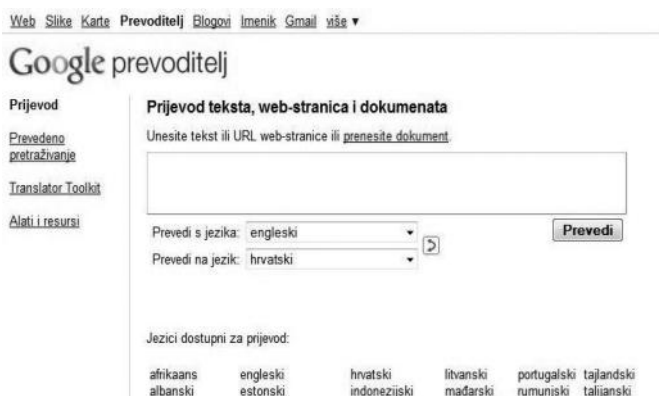 Web Slike Karte Prevoditelj Blogovi Imenik Gmail više ▼
Google prevoditelj
Prijevod
Prevedeno
pretraživanje
Translator Toolkit
Alati i resursi
Prijevod teksta, web-stranica i dokumenata
Unesite tekst ili URL web-stranice ili prenesite dokument.
Prevedi s jezika: engleski
Prevedi
Prevedi na jezik: hrvatski
Jezici dostupni za prijevod:
afrikaans engleski hrvatski litvanski portugalski tajlandski
albanski estonski indonezijski mađarski rumunjski talijanski